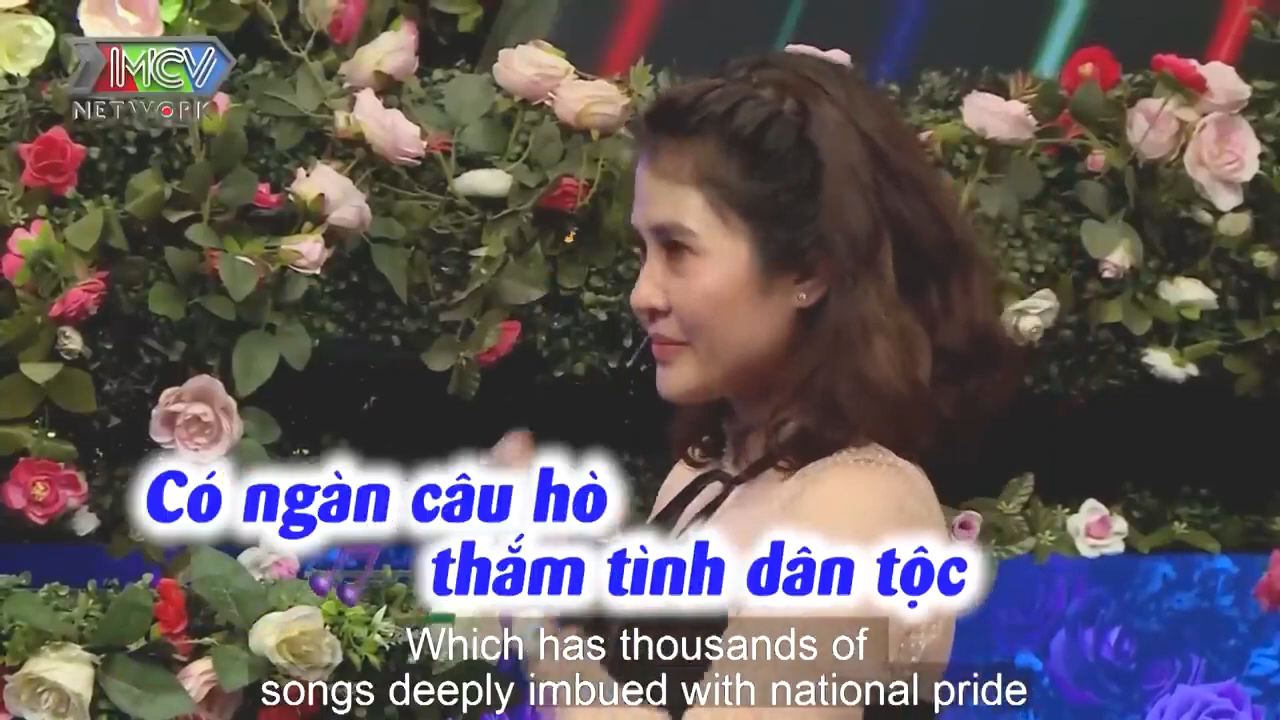 MCV
NETWORK
Có ngàn câu hò
thắm tình dân tộc
Which has thousands of
songs deeply imbued with national pride